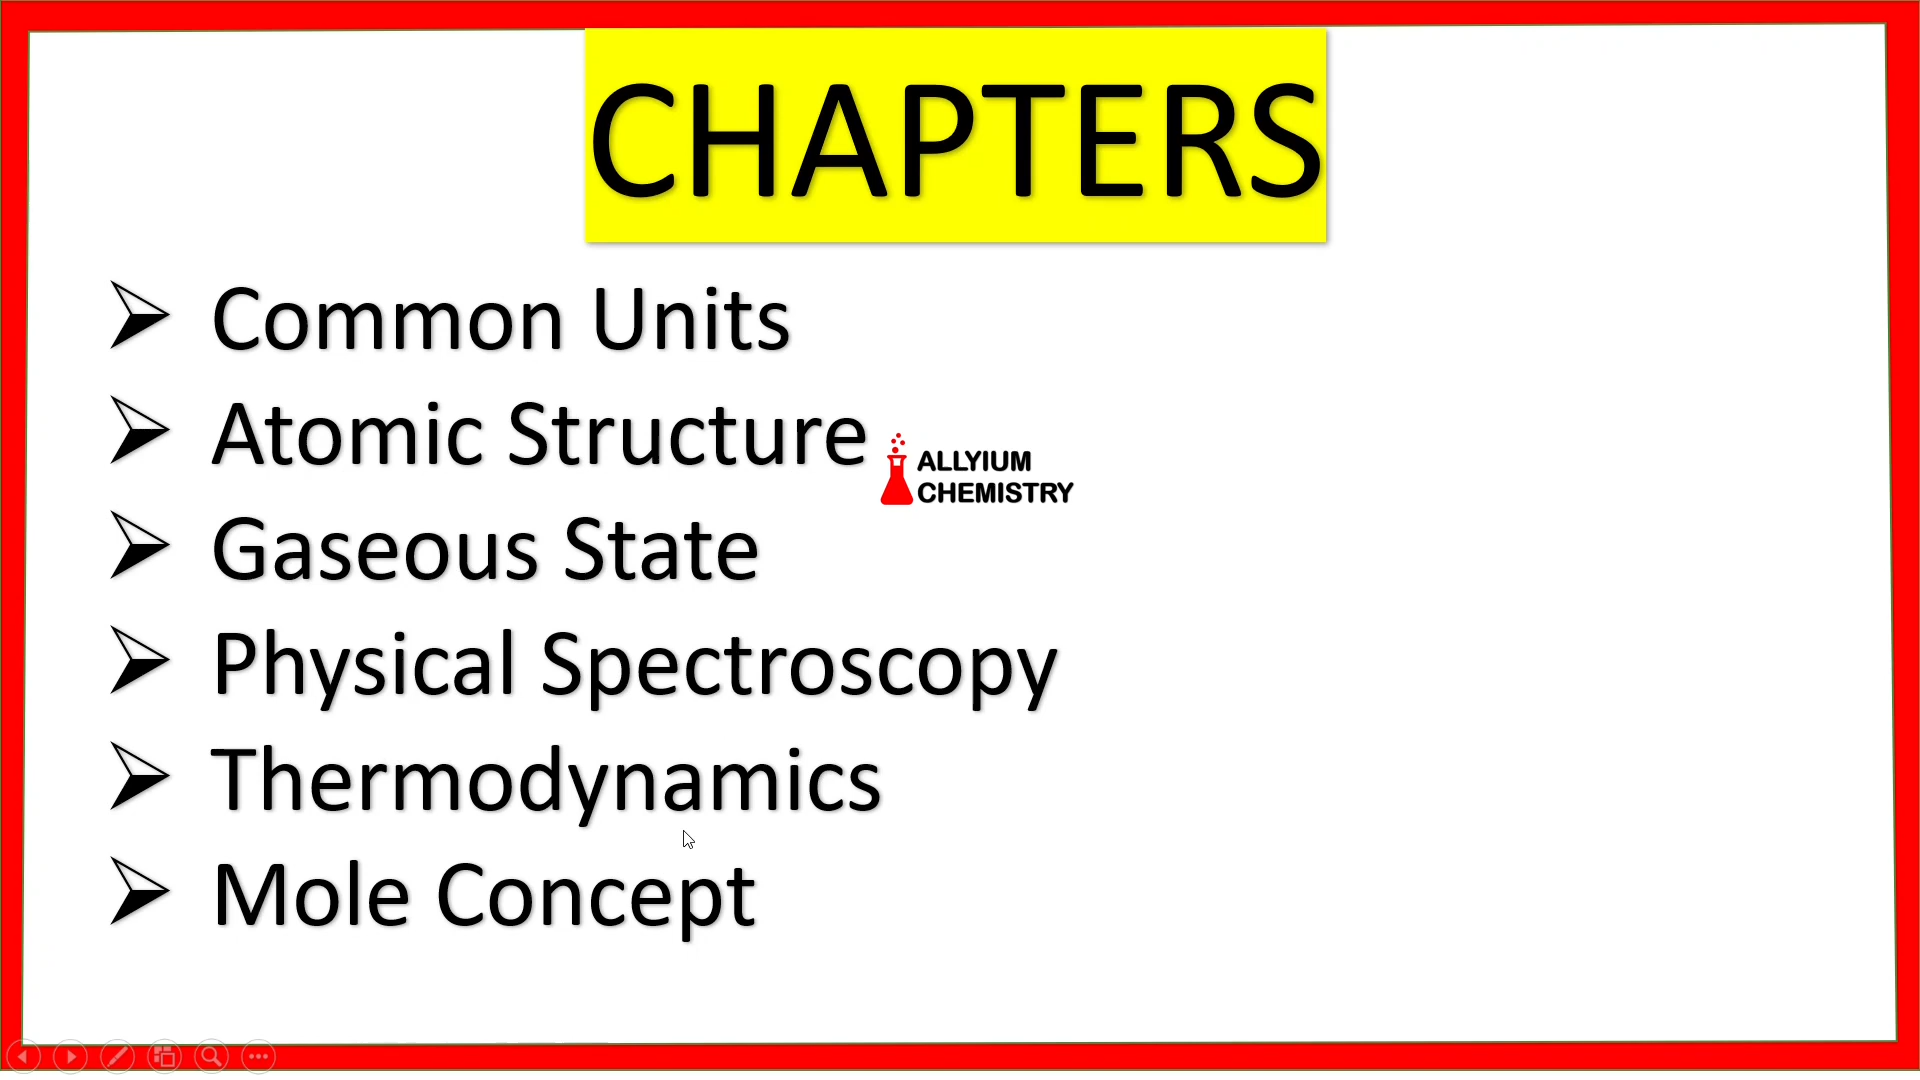 CHAPTERS
Common Units
Atomic Structure
ALLYIUM
CHEMISTRY
Gaseous State
Physical Spectroscopy
Thermodynamics
Mole Concept